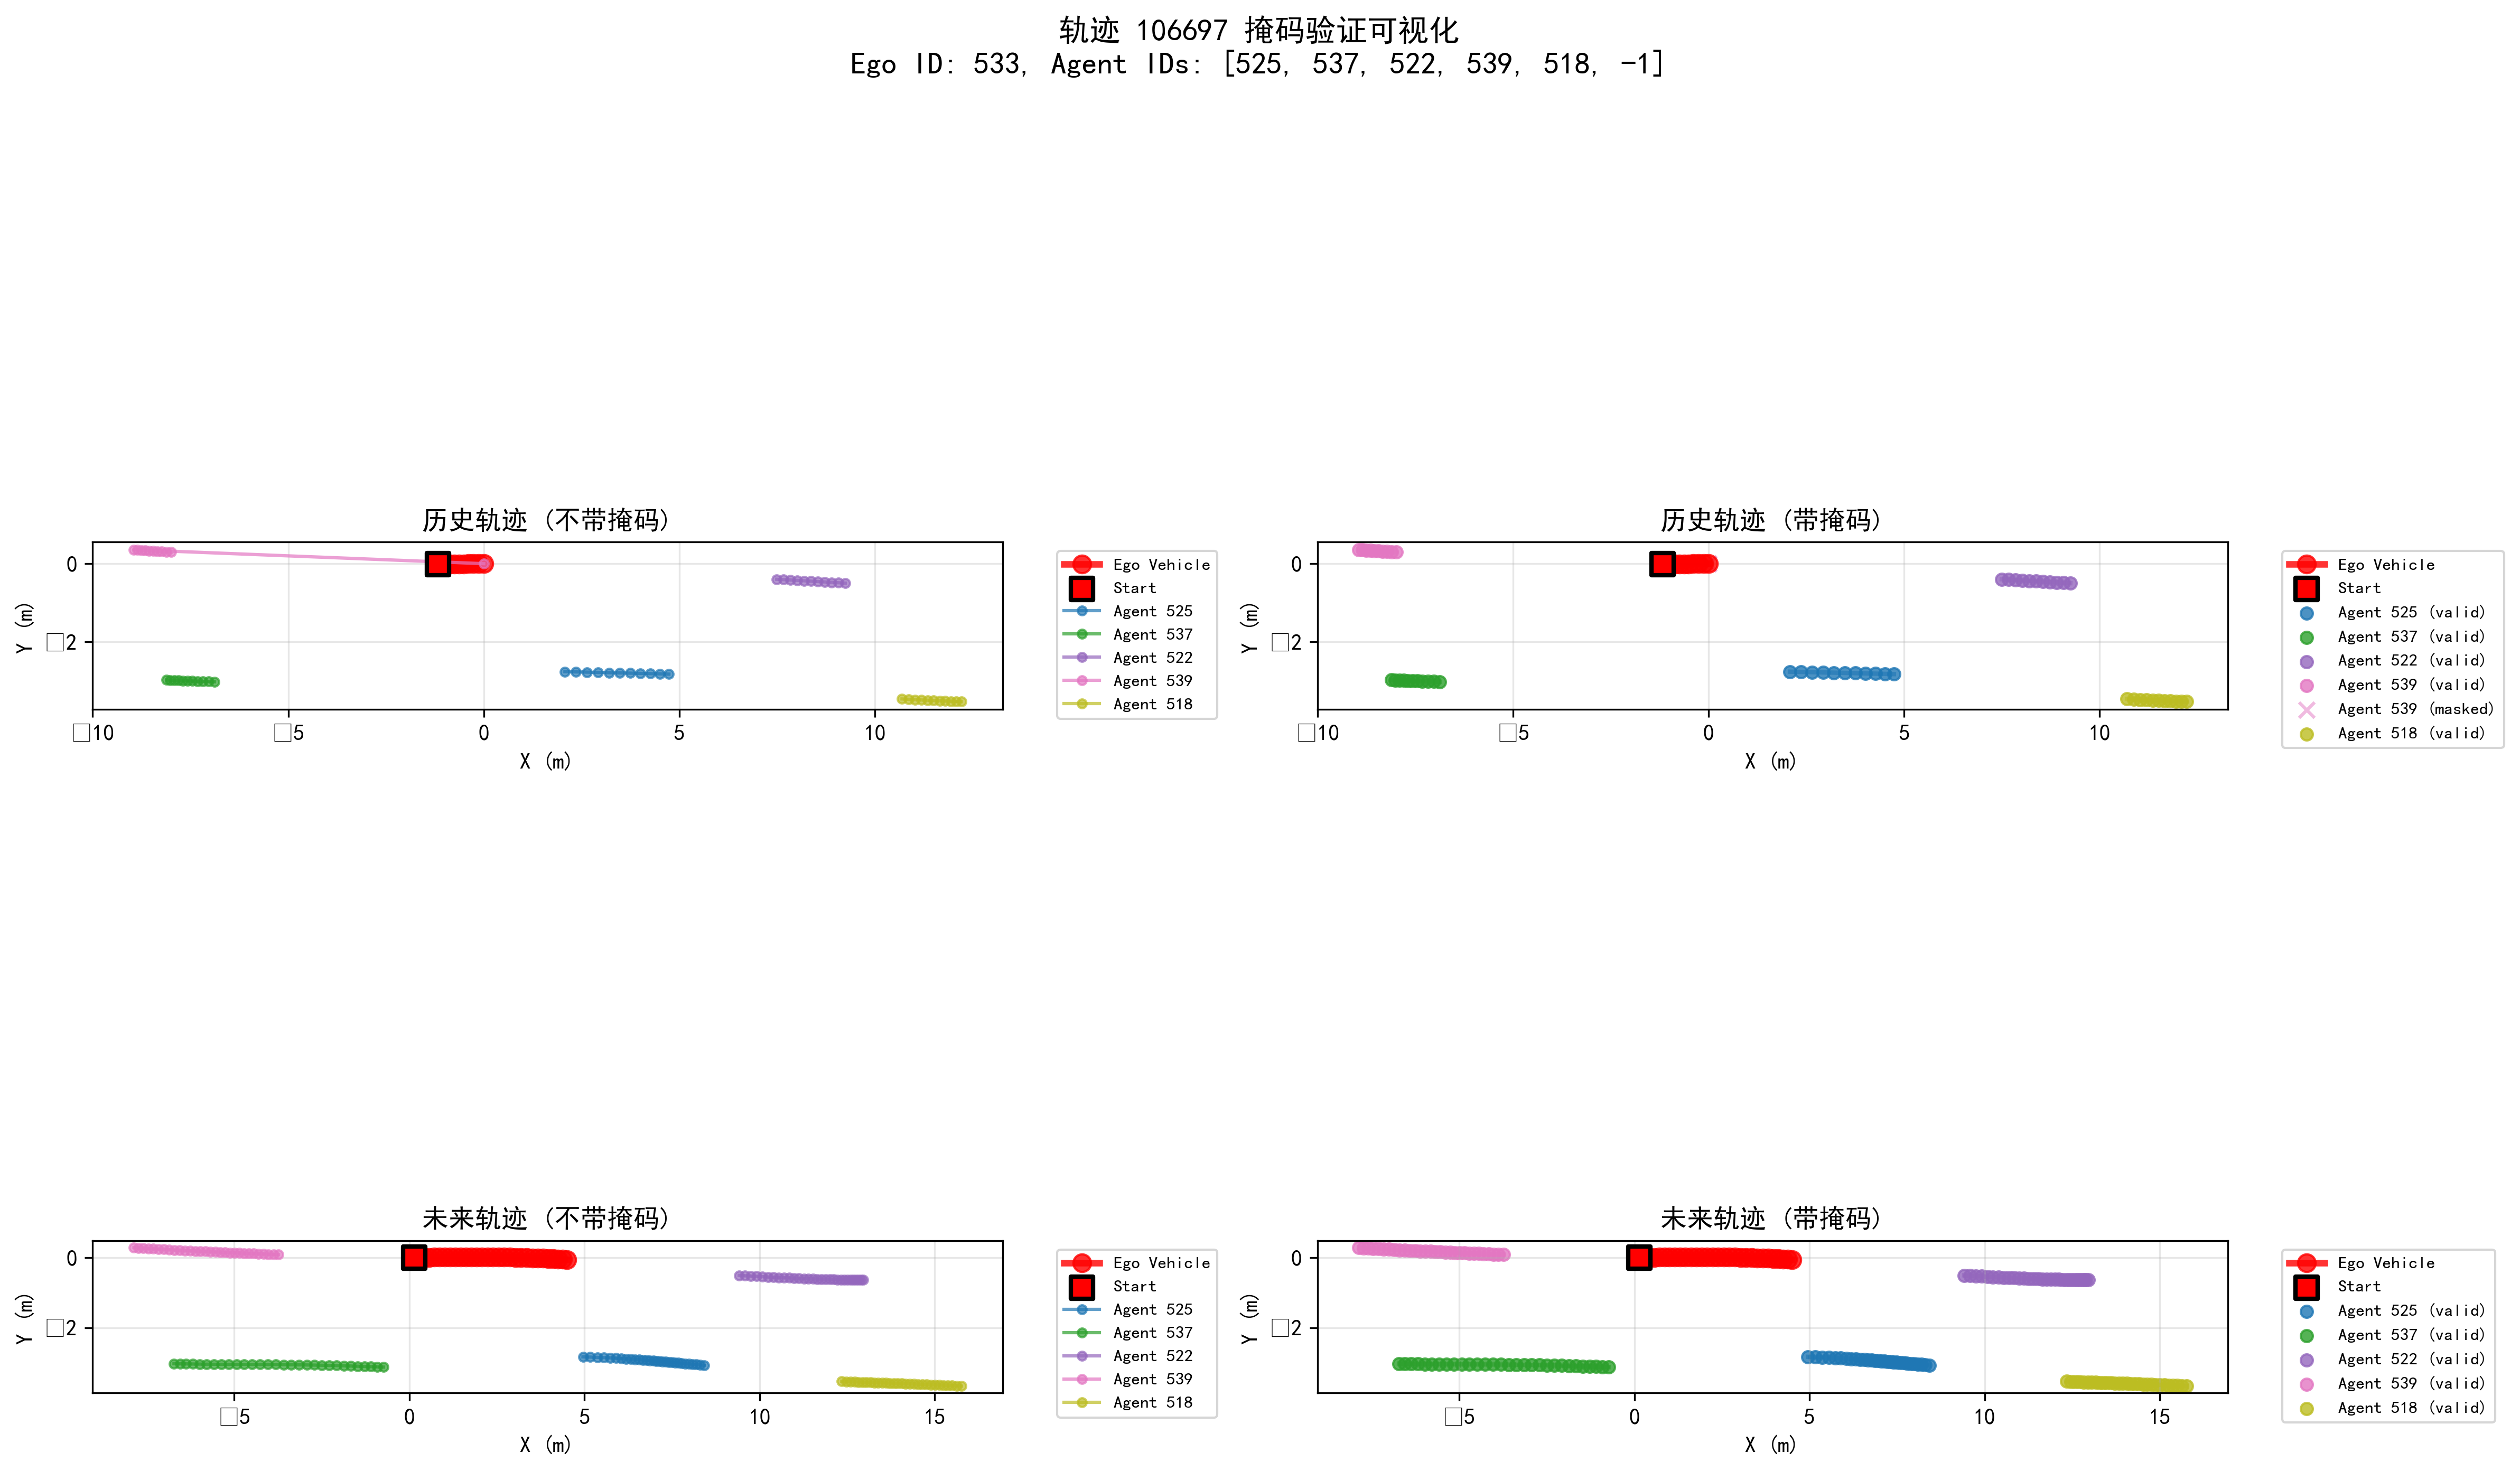 轨迹 106697 掩码验证可视化
Ego ID: 533, Agent IDs: [525, 537, 522, 539, 518, -1]
历史轨迹 (不带掩码)
Y (m)
0
□2
□10 □5 0 5 10
X (m)
Ego Vehicle
Start
Agent 525
Agent 537
Agent 522
Agent 539
Agent 518
历史轨迹 (带掩码)
Y (m)
0
□2
□10 □5 0 5 10
X (m)
Ego Vehicle
Start
Agent 525 (valid)
Agent 537 (valid)
Agent 522 (valid)
Agent 539 (valid)
Agent 539 (masked)
Agent 518 (valid)
未来轨迹 (不带掩码)
Y (m)
0
□2
□5 0 5 10 15
X (m)
Ego Vehicle
Start
Agent 525
Agent 537
Agent 522
Agent 539
Agent 518
未来轨迹 (带掩码)
Y (m)
0
□2
□5 0 5 10 15
X (m)
Ego Vehicle
Start
Agent 525 (valid)
Agent 537 (valid)
Agent 522 (valid)
Agent 539 (valid)
Agent 518 (valid)